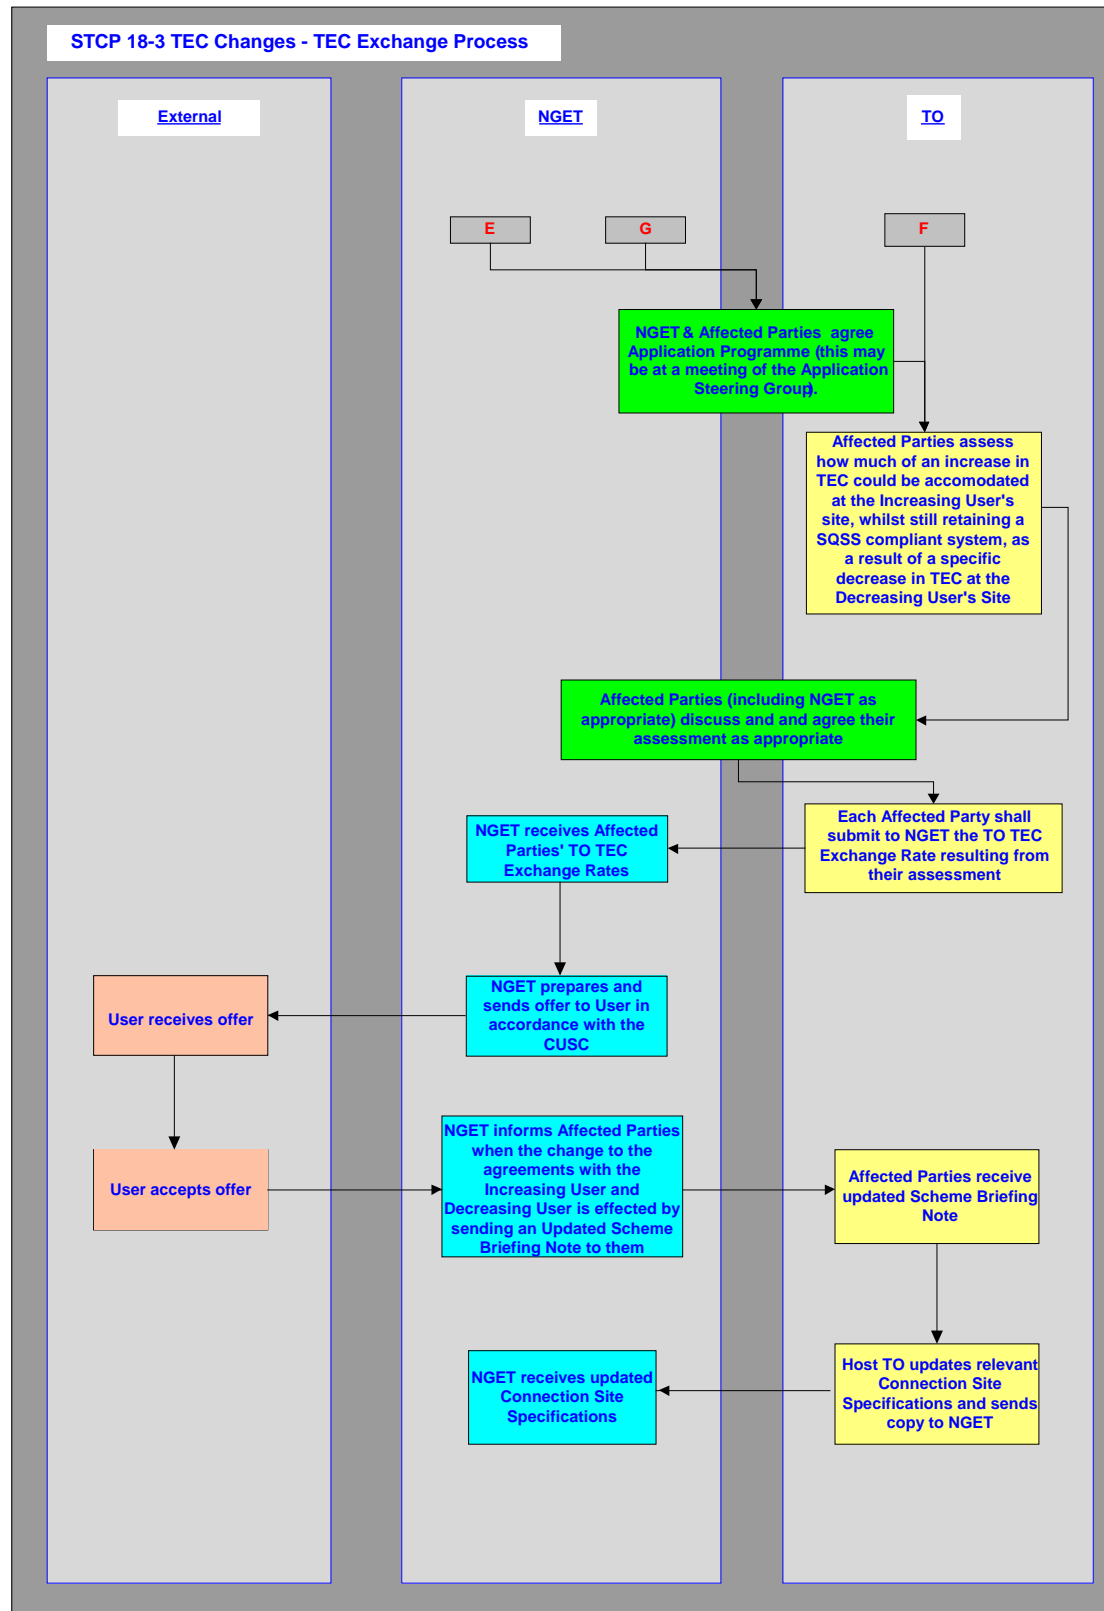 STCP 18-3 TEC Changes - TEC Exchange Process
External
NGET
TO
E
G
F
NGET & Affected Parties agree
Application Programme (this may
be at a meeting of the Application
Steering Group).
Affected Parties assess
how much of an increase in
TEC could be accomodated
at the Increasing User's
site, whilst still retaining a
SQSS compliant system, as
a result of a specific
decrease in TEC at the
Decreasing User's Site
Affected Parties (including NGET as
appropriate) discuss and and agree their
assessment as appropriate
Each Affected Party shall
submit to NGET the TO TEC
Exchange Rate resulting from
their assessment
NGET receives Affected
Parties' TO TEC
Exchange Rates
NGET prepares and
sends offer to User in
accordance with the
CUSC
User receives offer
User accepts offer
NGET informs Affected Parties
when the change to the
agreements with the
Increasing User and
Decreasing User is effected by
sending an Updated Scheme
Briefing Note to them
Affected Parties receive
updated Scheme Briefing
Note
Host TO updates relevant
Connection Site
Specifications and sends
copy to NGET
NGET receives updated
Connection Site
Specifications